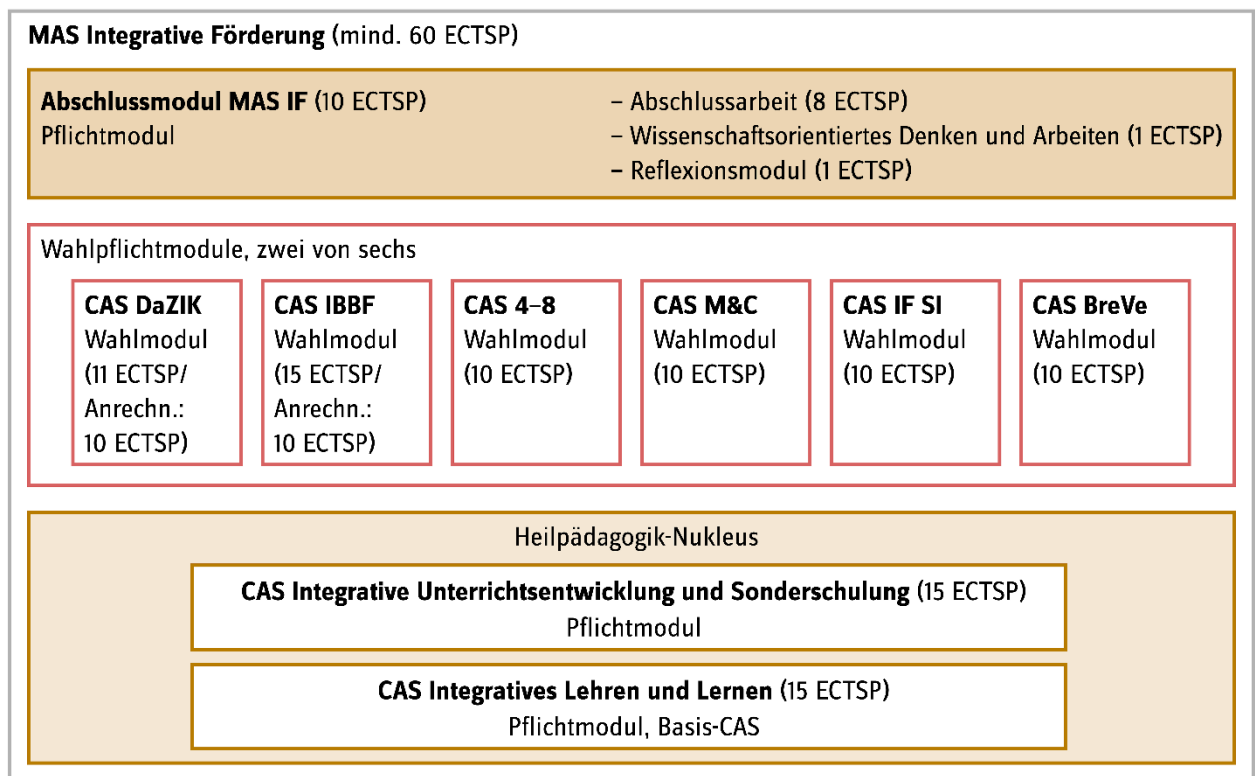 MAS Integrative Förderung (mind. 60 ECTSP)
Abschlussmodul MAS IF (10 ECTSP)
Pflichtmodul
– Abschlussarbeit (8 ECTSP)
– Wissenschaftsorientiertes Denken und Arbeiten (1 ECTSP)
– Reflexionsmodul (1 ECTSP)
Wahlpflichtmodule, zwei von sechs
CAS DaZIK
Wahlmodul
(11 ECTSP/
Anrechn.:
10 ECTSP)
CAS IBBF
Wahlmodul
(15 ECTSP/
Anrechn.:
10 ECTSP)
CAS 4–8
Wahlmodul
(10 ECTSP)
CAS M&C
Wahlmodul
(10 ECTSP)
CAS IF SI
Wahlmodul
(10 ECTSP)
CAS BreVe
Wahlmodul
(10 ECTSP)
Heilpädagogik-Nukleus
CAS Integrative Unterrichtsentwicklung und Sonderschulung (15 ECTSP)
Pflichtmodul
CAS Integratives Lehren und Lernen (15 ECTSP)
Pflichtmodul, Basis-CAS